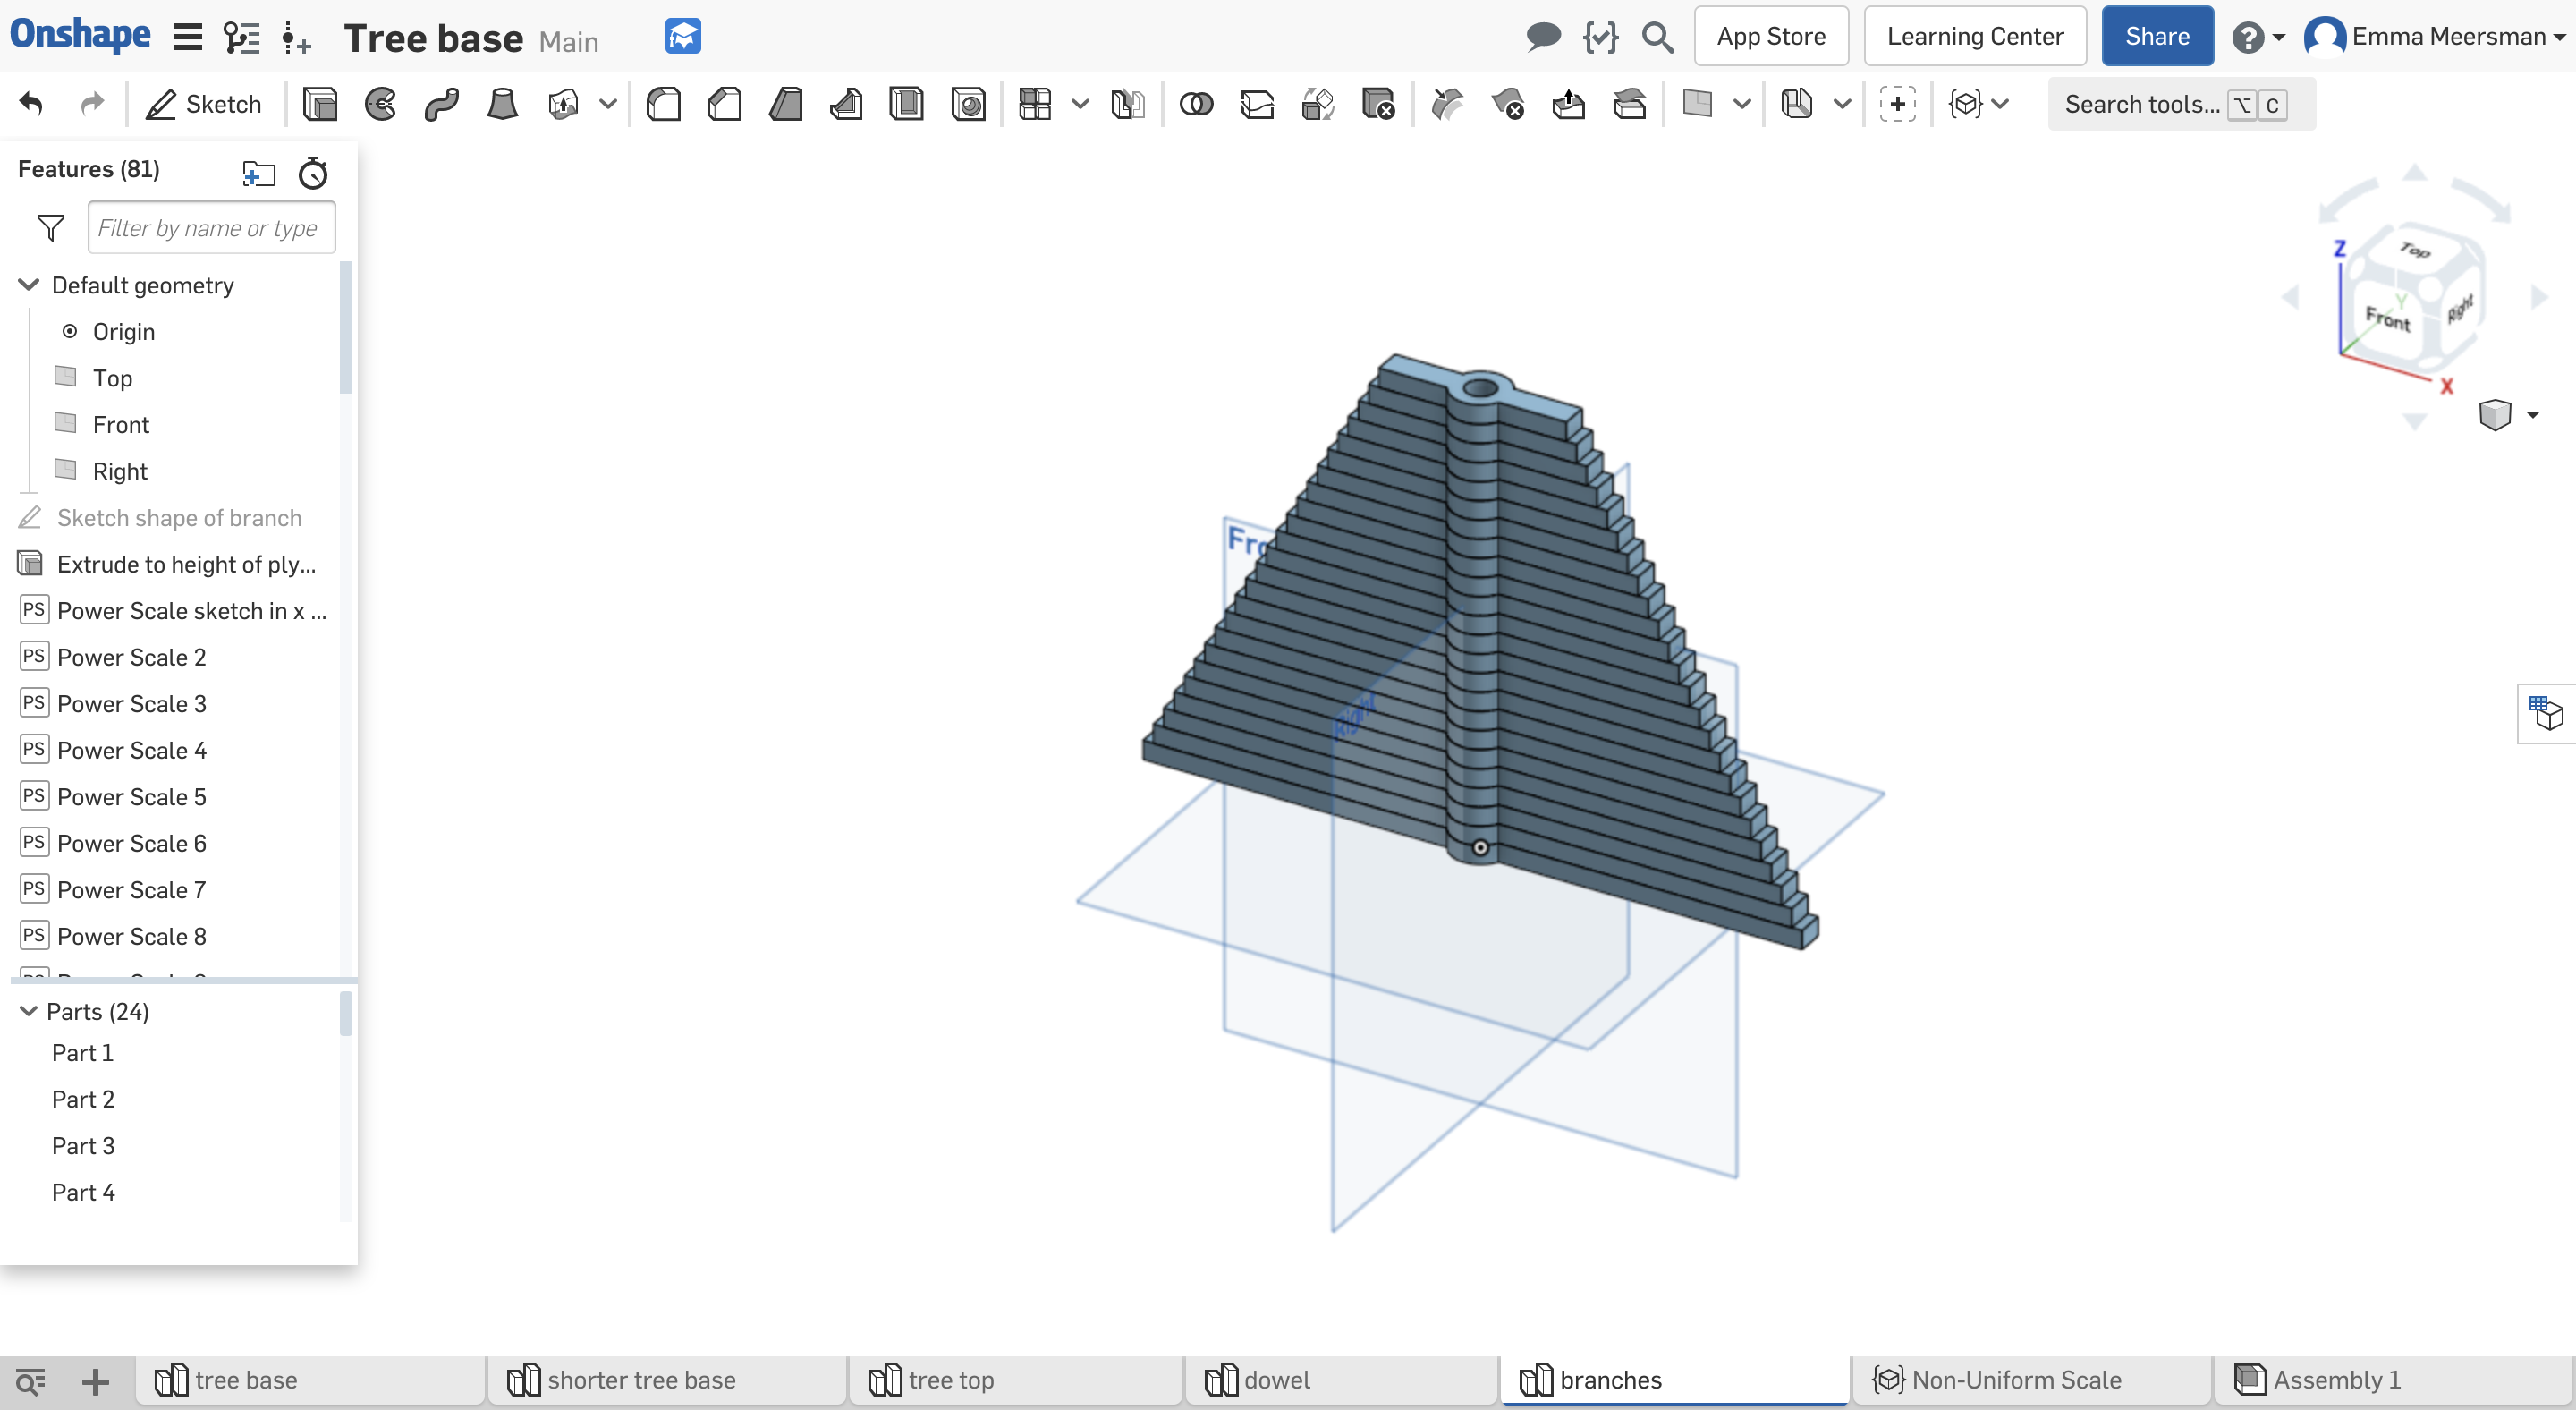 Onshape
Tree base Main
App Store
Learning Center
Share
Emma Meersman
Sketch
Search tools... ⌥ C
Features (81)
Filter by name or type
Default geometry
Origin
Top
Front
Right
Sketch shape of branch
Extrude to height of ply...
PS Power Scale sketch in x ...
PS Power Scale 2
PS Power Scale 3
PS Power Scale 4
PS Power Scale 5
PS Power Scale 6
PS Power Scale 7
PS Power Scale 8
Parts (24)
Part 1
Part 2
Part 3
Part 4
Fro
Right
Top
Front
Right
Z
Y
X
tree base
shorter tree base
tree top
dowel
branches
Non-Uniform Scale
Assembly 1